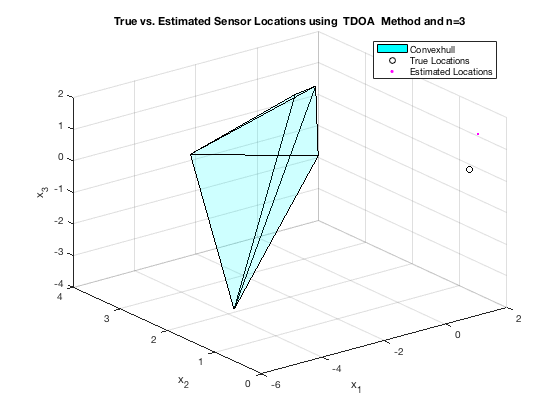 True vs. Estimated Sensor Locations using  TDOA  Method and n=3
Convexhull
True Locations
Estimated Locations
2
1
0
-1
-2
-3
-4
x3
4
3
2
1
0
x2
-6
-4
-2
0
2
x1